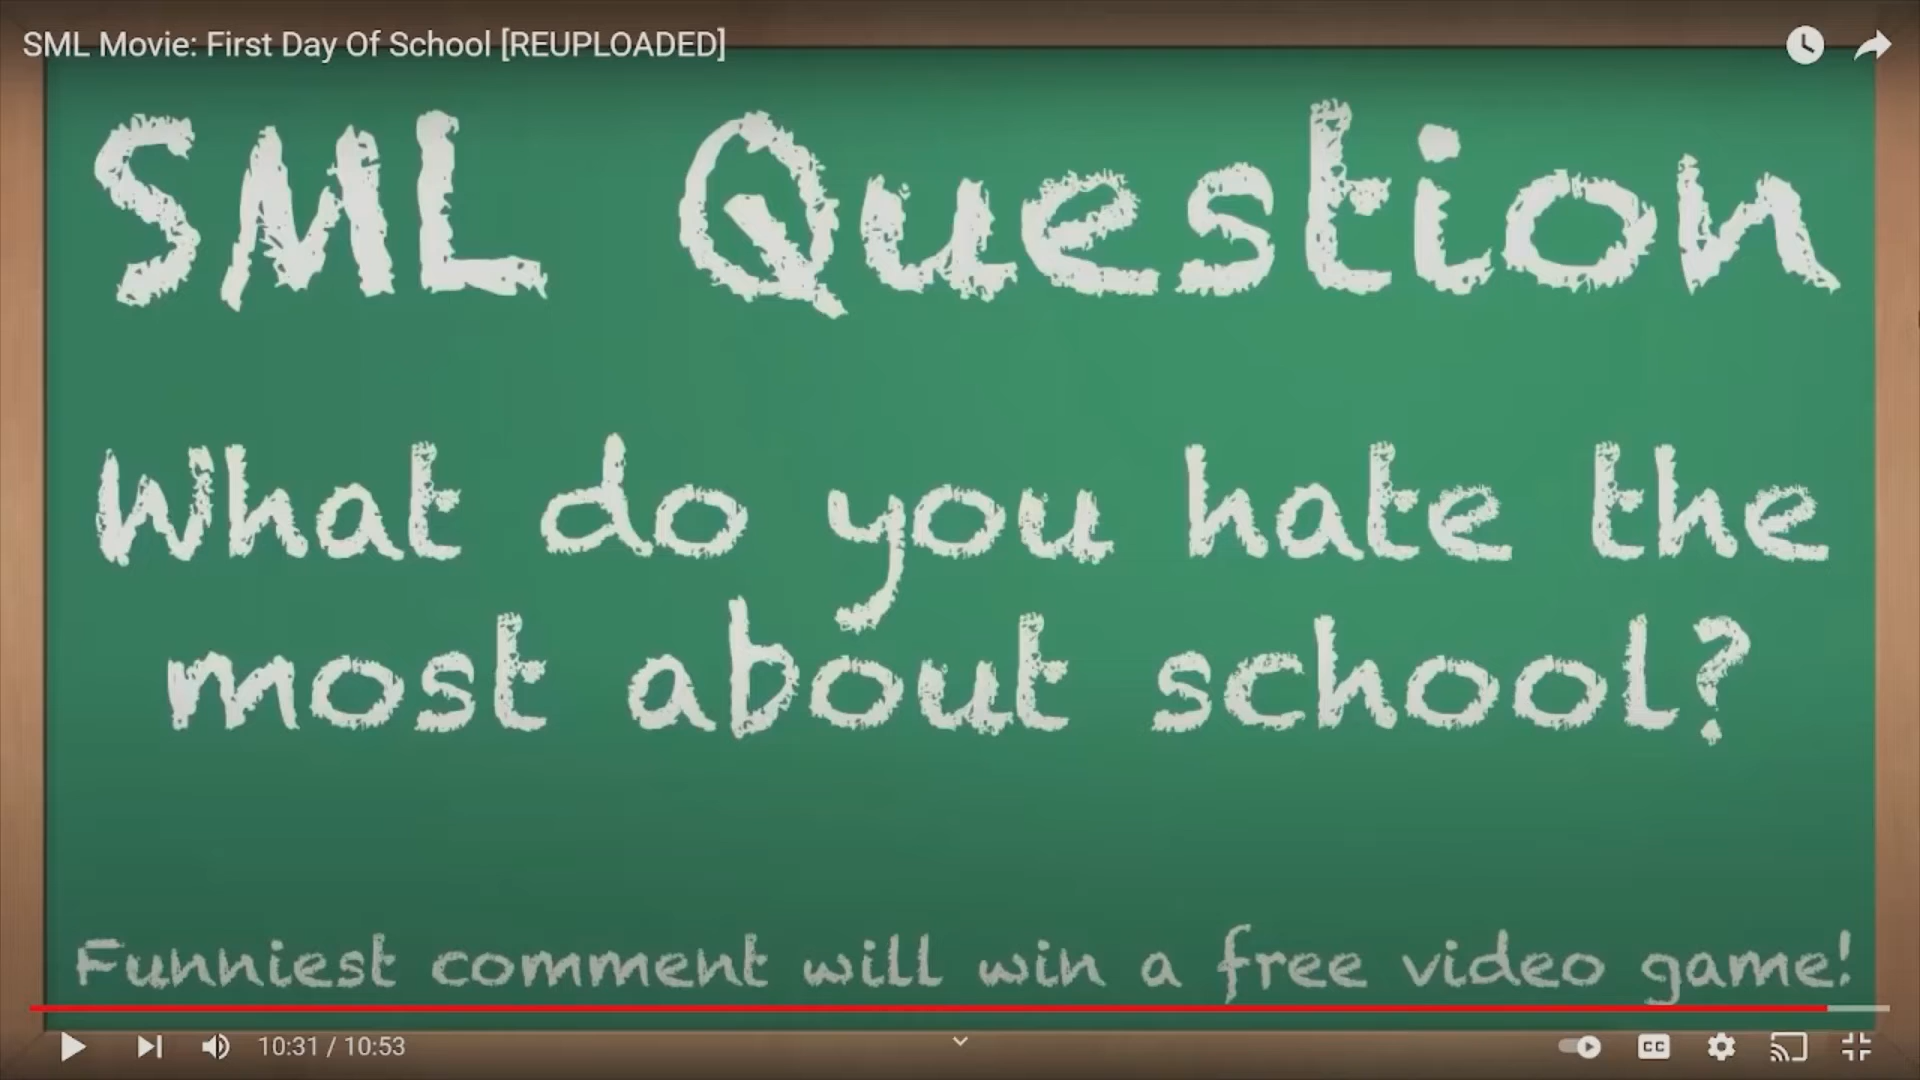 SML Movie: First Day Of School [REUPLOADED]
SML Question
What do you hate the
most about school?
Funniest comment will win a free video game!
10:31 / 10:53
CC